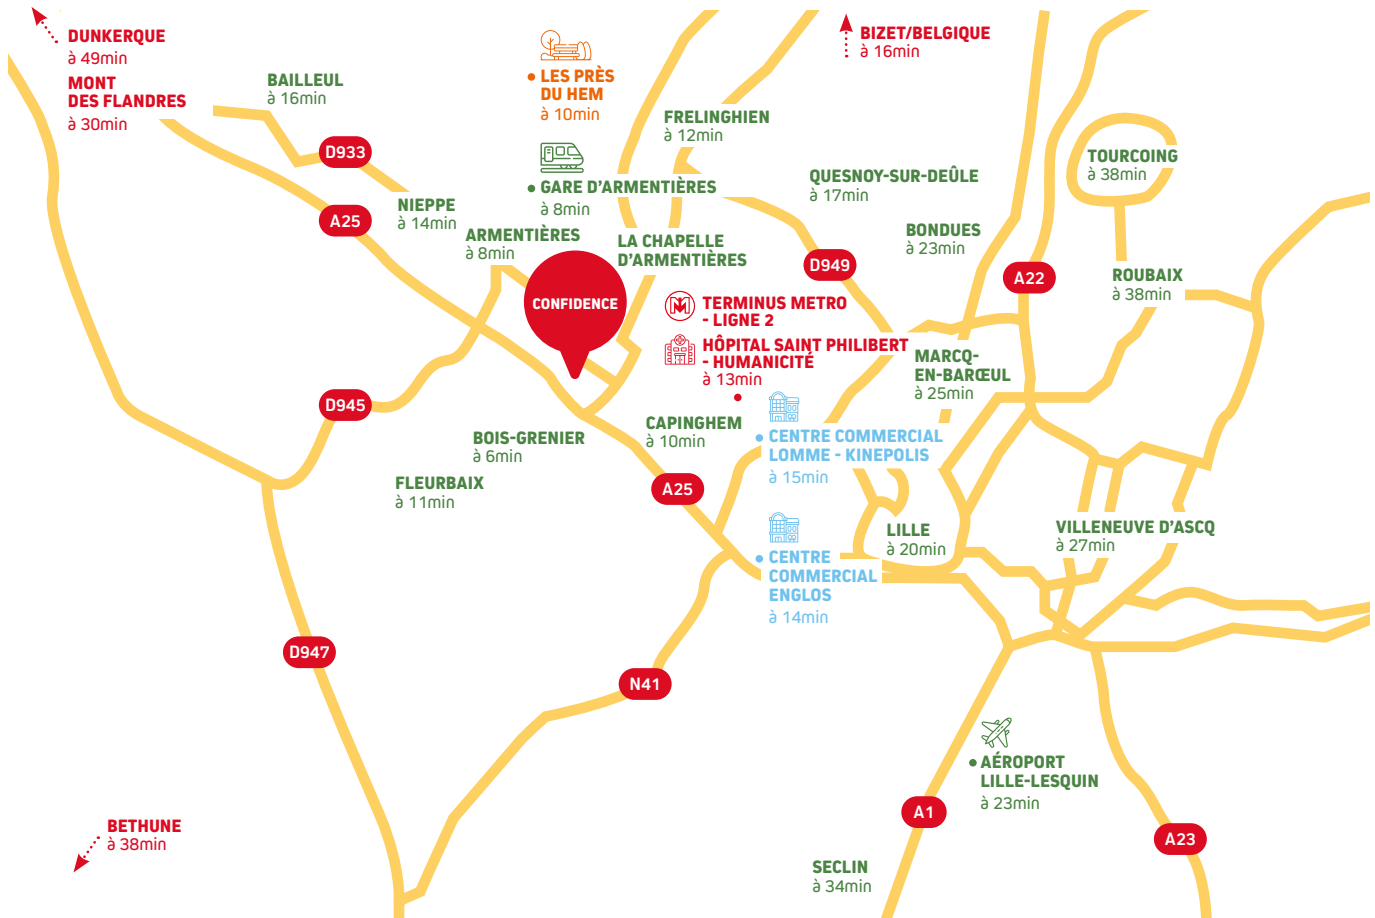 DUNKERQUE
à 49min
MONT
DES FLANDRES
à 30min
BAILLEUL
à 16min
LES PRÈS
DU HEM
à 10min
BIZET/BELGIQUE
à 16min
FRELINGHIEN
à 12min
D933
GARE D'ARMENTIÈRES
à 8min
QUESNOY-SUR-DEÛLE
à 17min
TOURCOING
à 38min
NIEPPE
à 14min
A25
ARMENTIÈRES
à 8min
LA CHAPELLE
D'ARMENTIÈRES
BONDUES
à 23min
D949
A22
ROUBAIX
à 38min
CONFIDENCE
TERMINUS METRO
- LIGNE 2
HÔPITAL SAINT PHILIBERT
- HUMANICITÉ
à 13min
MARCQ-
EN-BARŒUL
à 25min
D945
CAPINGHEM
à 10min
CENTRE COMMERCIAL
LOMME - KINEPOLIS
à 15min
BOIS-GRENIER
à 6min
FLEURBAIX
à 11min
A25
LILLE
à 20min
VILLENEUVE D'ASCQ
à 27min
CENTRE
COMMERCIAL
ENGLOS
à 14min
D947
N41
AÉROPORT
LILLE-LESQUIN
à 23min
A1
A23
BETHUNE
à 38min
SECLIN
à 34min